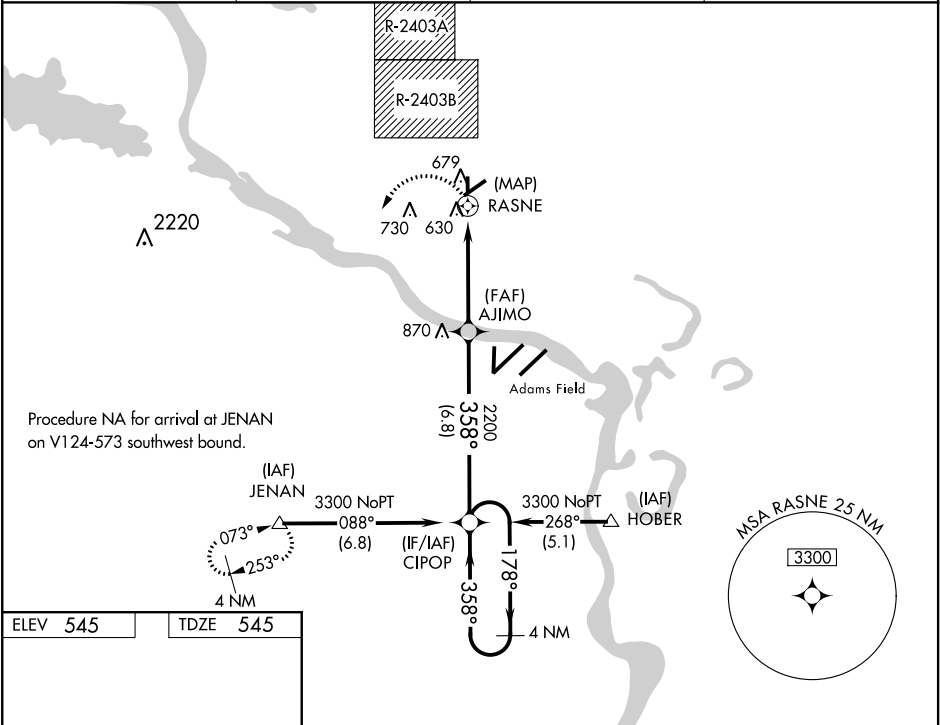 R-2403A
R-2403B
679
(MAP)
RASNE
730
630
2220
(FAF)
AJIMO
870
Adams Field
2200
358°
(6.8)
Procedure NA for arrival at JENAN
on V124-573 southwest bound.
(IAF)
JENAN
3300 NoPT
088°
(6.8)
(IF/IAF)
CIPOP
3300 NoPT
268°
(5.1)
(IAF)
HOBER
073°
253°
4 NM
358°
178°
4 NM
MSA RASNE 25 NM
3300
ELEV 545
TDZE 545